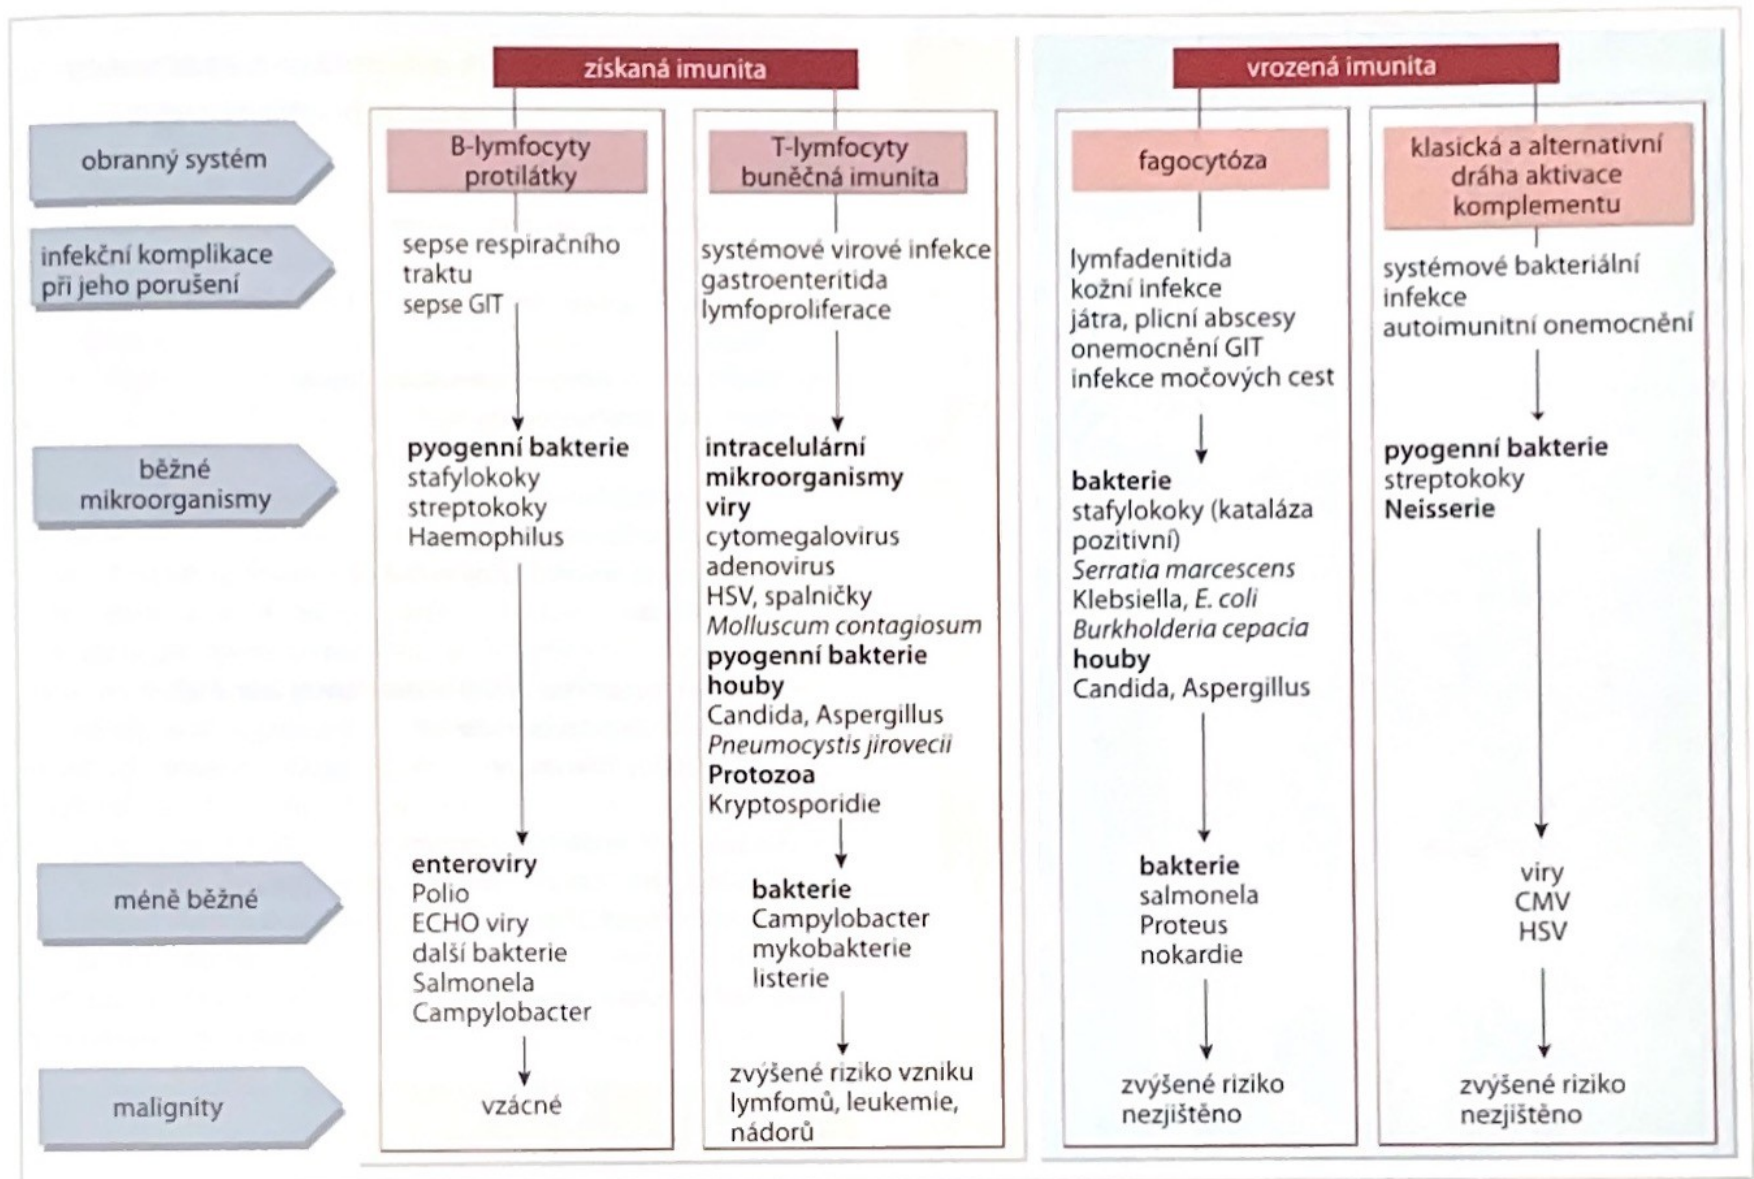 získaná imunita
vrozená imunita
obranný systém
B-lymfocyty
protilátky
T-lymfocyty
buněčná imunita
fagocytóza
klasická a alternativní
dráha aktivace
komplementu
infekční komplikace
při jeho porušení
sepse respiračního
traktu
sepse GIT
systémové virové infekce
gastroenteritida
lymfoproliferace
lymfadenitida
kožní infekce
játra, plicní abscesy
onemocnění GIT
infekce močových cest
systémové bakteriální
infekce
autoimunitní onemocnění
běžné
mikroorganismy
pyogenní bakterie
stafylokoky
streptokoky
Haemophilus
intracelulární
mikroorganismy
viry
cytomegalovirus
adenovirus
HSV, spalničky
Molluscum contagiosum
pyogenní bakterie
houby
Candida, Aspergillus
Pneumocystis jirovecii
Protozoa
Kryptosporidie
bakterie
stafylokoky (kataláza
pozitivní)
Serratia marcescens
Klebsiella, E. coli
Burkholderia cepacia
houby
Candida, Aspergillus
pyogenní bakterie
streptokoky
Neisserie
méně běžné
enteroviry
Polio
ECHO viry
další bakterie
Salmonela
Campylobacter
bakterie
Campylobacter
mykobakterie
listerie
bakterie
salmonela
Proteus
nokardie
viry
CMV
HSV
malignity
vzácné
zvýšené riziko vzniku
lymfomů, leukemie,
nádorů
zvýšené riziko
nezjištěno
zvýšené riziko
nezjištěno